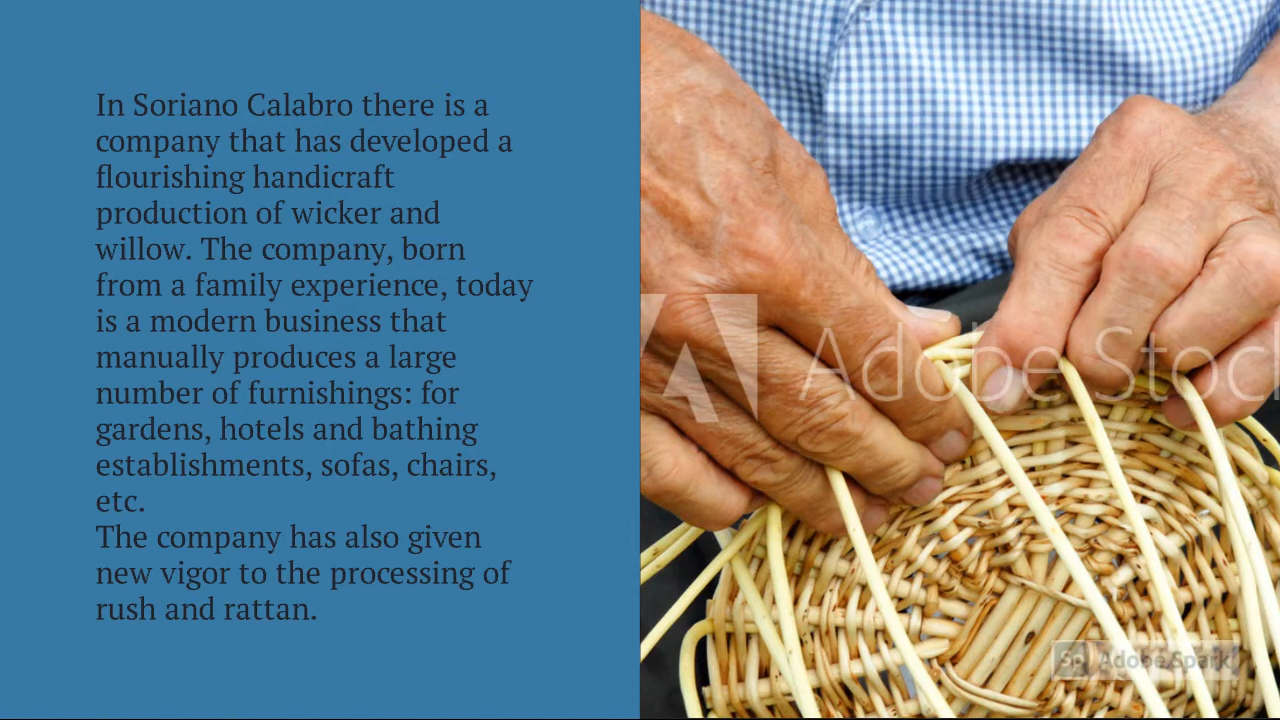 In Soriano Calabro there is a
company that has developed a
flourishing handicraft
production of wicker and
willow. The company, born
from a family experience, today
is a modern business that
manually produces a large
number of furnishings: for
gardens, hotels and bathing
establishments, sofas, chairs,
etc.
The company has also given
new vigor to the processing of
rush and rattan.
Adobe Stock
Sp Adobe Spark